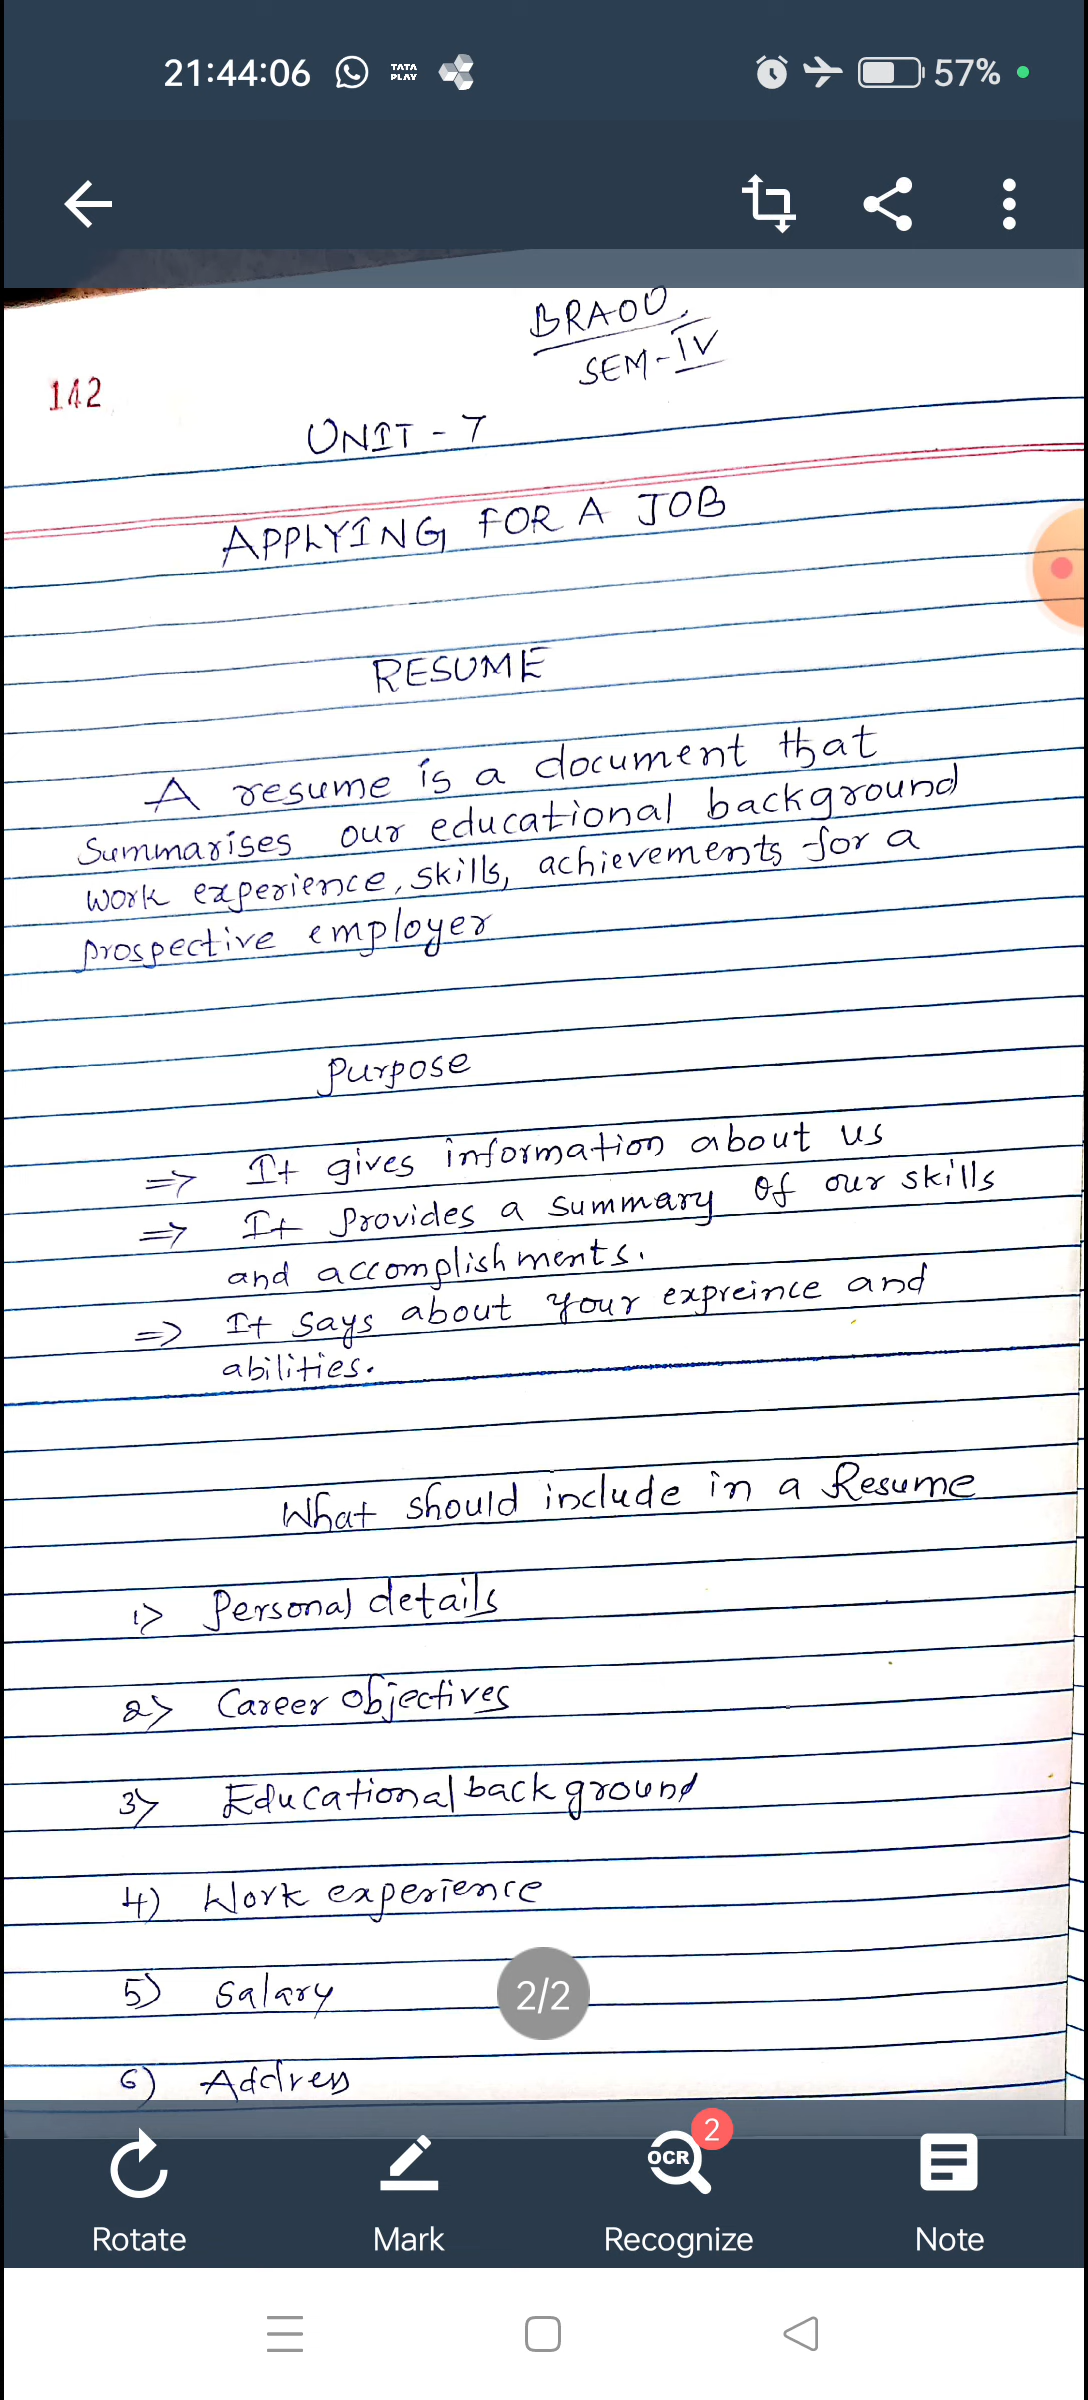 21:44:06 TATA PLAY 57%
BRAOU
SEM-IV
142
UNIT - 7
APPLYING FOR A JOB
RESUME
A resume is a document that
Summarises our educational background
work experience, skills, achievements for a
prospective employer
Purpose
=> It gives information about us
=> It provides a summary of our skills
and accomplishments.
=> It says about your expreince and
abilities.
What should include in a Resume
1) Personal details
2) Career objectives
3) Educational background
4) Work experience
5) Salary
2/2
6) Address
2
OCR
Rotate Mark Recognize Note